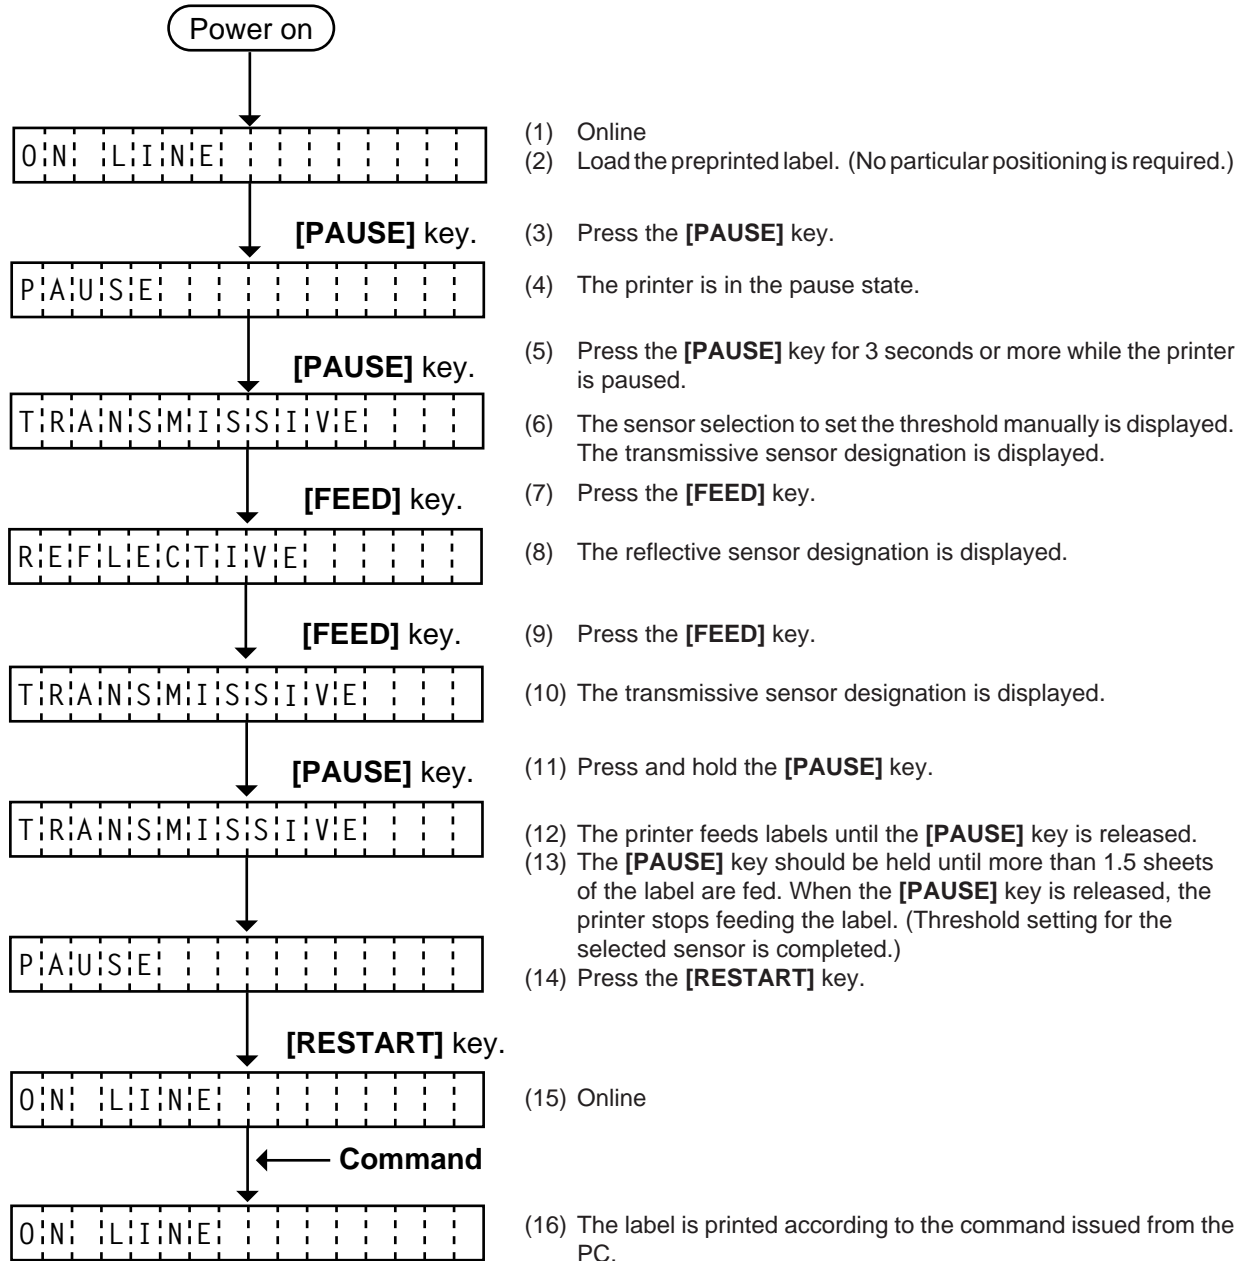 Power on
ON LINE
(1) Online
(2) Load the preprinted label. (No particular positioning is required.)
[PAUSE] key.
(3) Press the [PAUSE] key.
PAUSE
(4) The printer is in the pause state.
[PAUSE] key.
(5) Press the [PAUSE] key for 3 seconds or more while the printer
is paused.
TRANSMISSIVE
(6) The sensor selection to set the threshold manually is displayed.
The transmissive sensor designation is displayed.
[FEED] key.
(7) Press the [FEED] key.
REFLECTIVE
(8) The reflective sensor designation is displayed.
[FEED] key.
(9) Press the [FEED] key.
TRANSMISSIVE
(10) The transmissive sensor designation is displayed.
[PAUSE] key.
(11) Press and hold the [PAUSE] key.
TRANSMISSIVE
(12) The printer feeds labels until the [PAUSE] key is released.
(13) The [PAUSE] key should be held until more than 1.5 sheets
of the label are fed. When the [PAUSE] key is released, the
printer stops feeding the label. (Threshold setting for the
selected sensor is completed.)
PAUSE
(14) Press the [RESTART] key.
[RESTART] key.
ON LINE
(15) Online
Command
ON LINE
(16) The label is printed according to the command issued from the
PC.